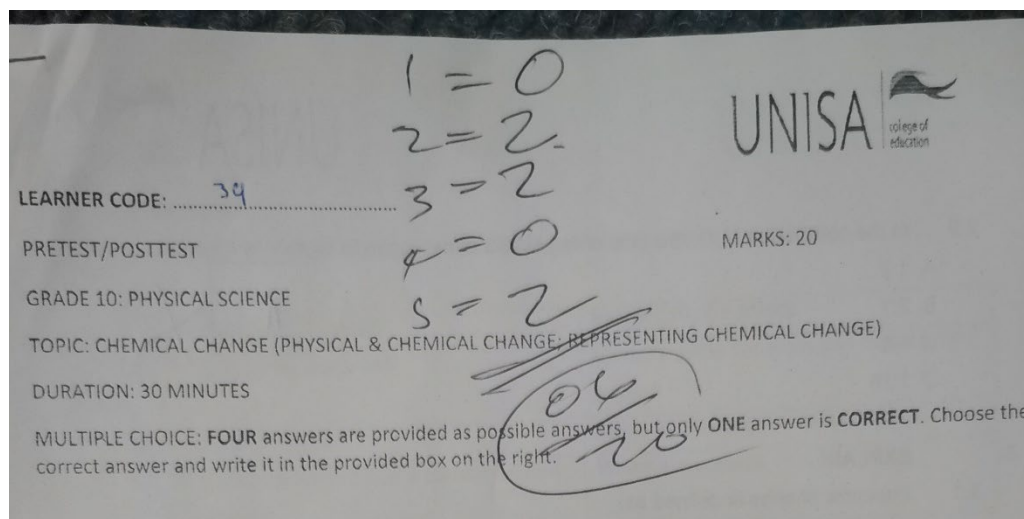 1 = 0
2 = 2
3 = 2
4 = 0
5 = 2
06/20
UNISA
college of
education
LEARNER CODE: 39
PRETEST/POSTTEST
MARKS: 20
GRADE 10: PHYSICAL SCIENCE
TOPIC: CHEMICAL CHANGE (PHYSICAL & CHEMICAL CHANGE; REPRESENTING CHEMICAL CHANGE)
DURATION: 30 MINUTES
MULTIPLE CHOICE: FOUR answers are provided as possible answers, but only ONE answer is CORRECT. Choose the
correct answer and write it in the provided box on the right.